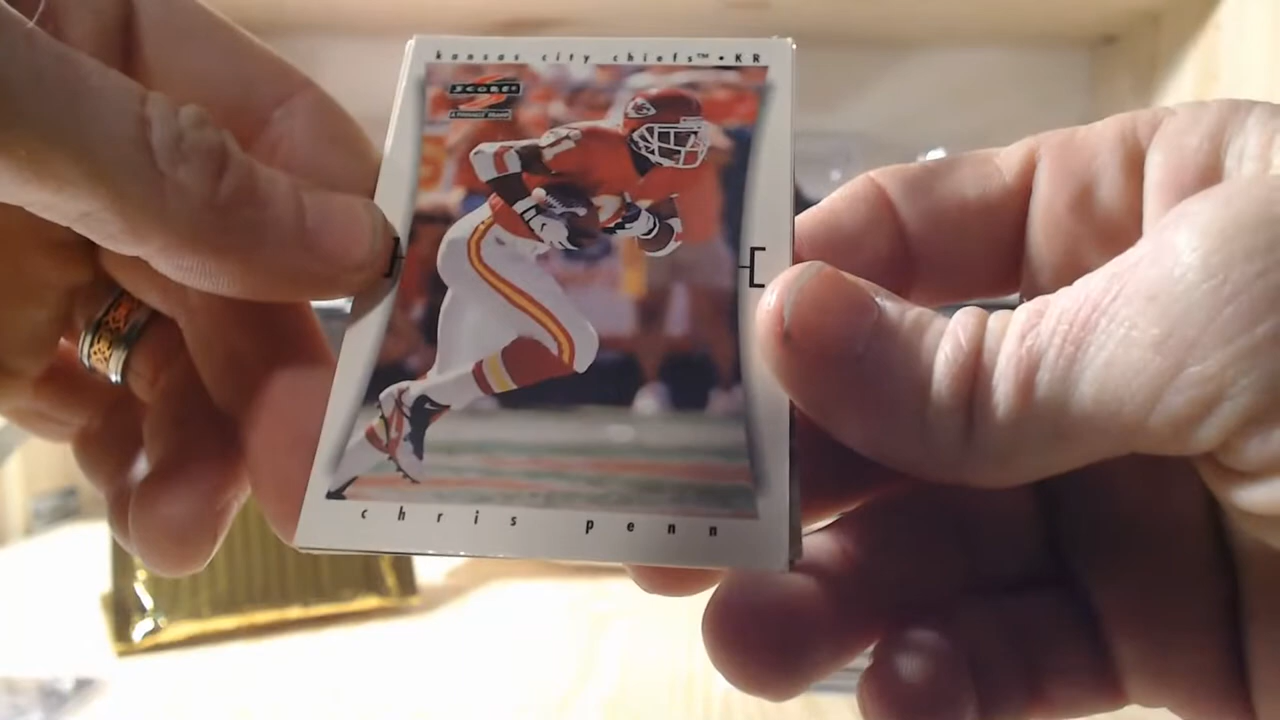 kansas city chiefs™ • KR
SCORE®
A PINNACLE BRAND
chris penn